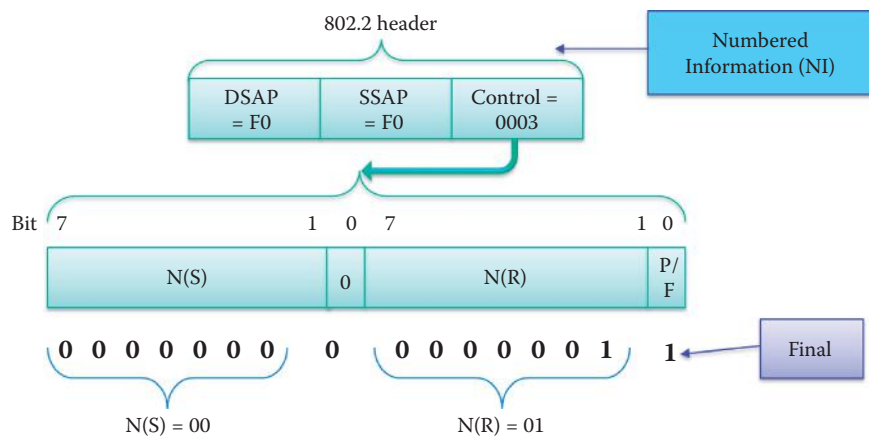 802.2 header
Numbered
Information (NI)
DSAP
= F0
SSAP
= F0
Control =
0003
Bit 7 1 0 7 1 0
N(S) 0 N(R) P/
F
0 0 0 0 0 0 0 0 0 0 0 0 0 0 1 1
Final
N(S) = 00 N(R) = 01